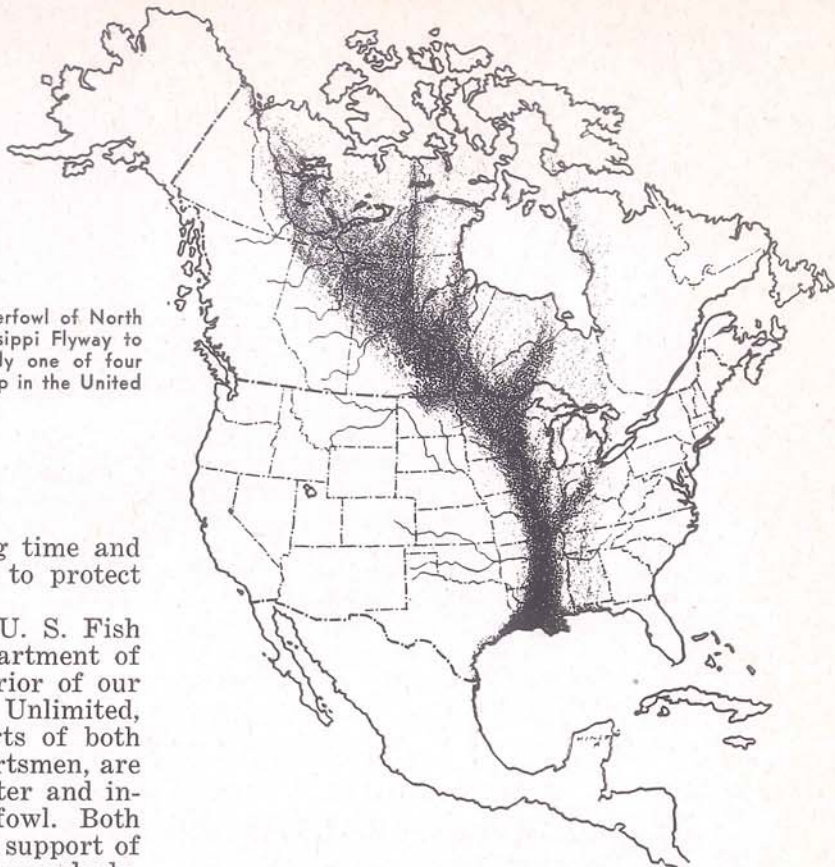 erfowl of North
sippi Flyway to
ly one of four
p in the United
g time and
to protect
U. S. Fish
artment of
rior of our
Unlimited,
rts of both
rtsmen, are
ter and in-
fowl. Both
support of